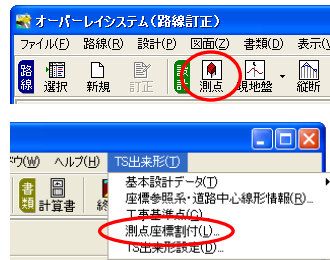 オーバーレイシステム(路線訂正)
ファイル(F) 路線(R) 設計(P) 図面(Z) 書類(D) 表示(V
路線 選択 新規 訂正 設計 測点 現地盤 縦断
ウ(W) ヘルプ(H) TS出来形(T)
書類 計算書 終
基本設計データ(T)
座標参照系・道路中心線形情報(R)...
工事基準点(G)
測点座標割付(L)...
TS出来形設定(D)...